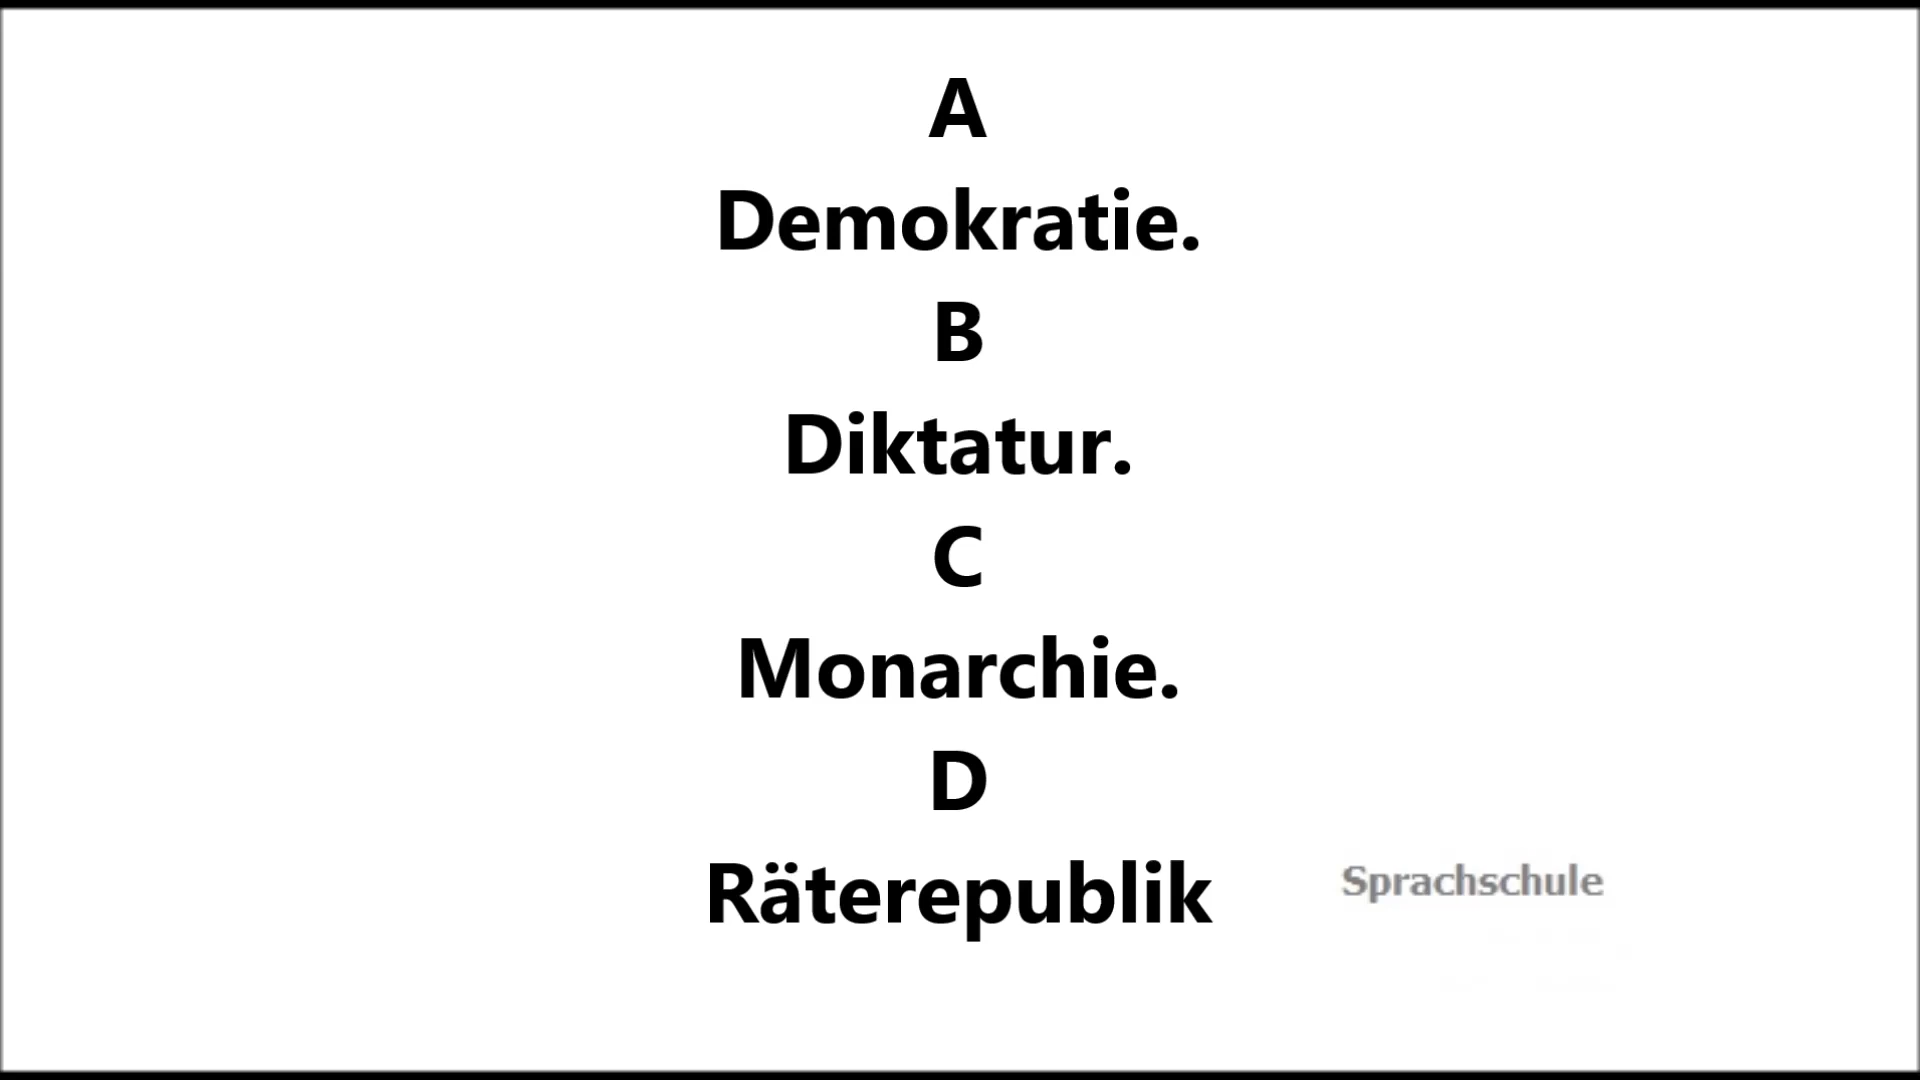 A
Demokratie.
B
Diktatur.
C
Monarchie.
D
Räterepublik
Sprachschule